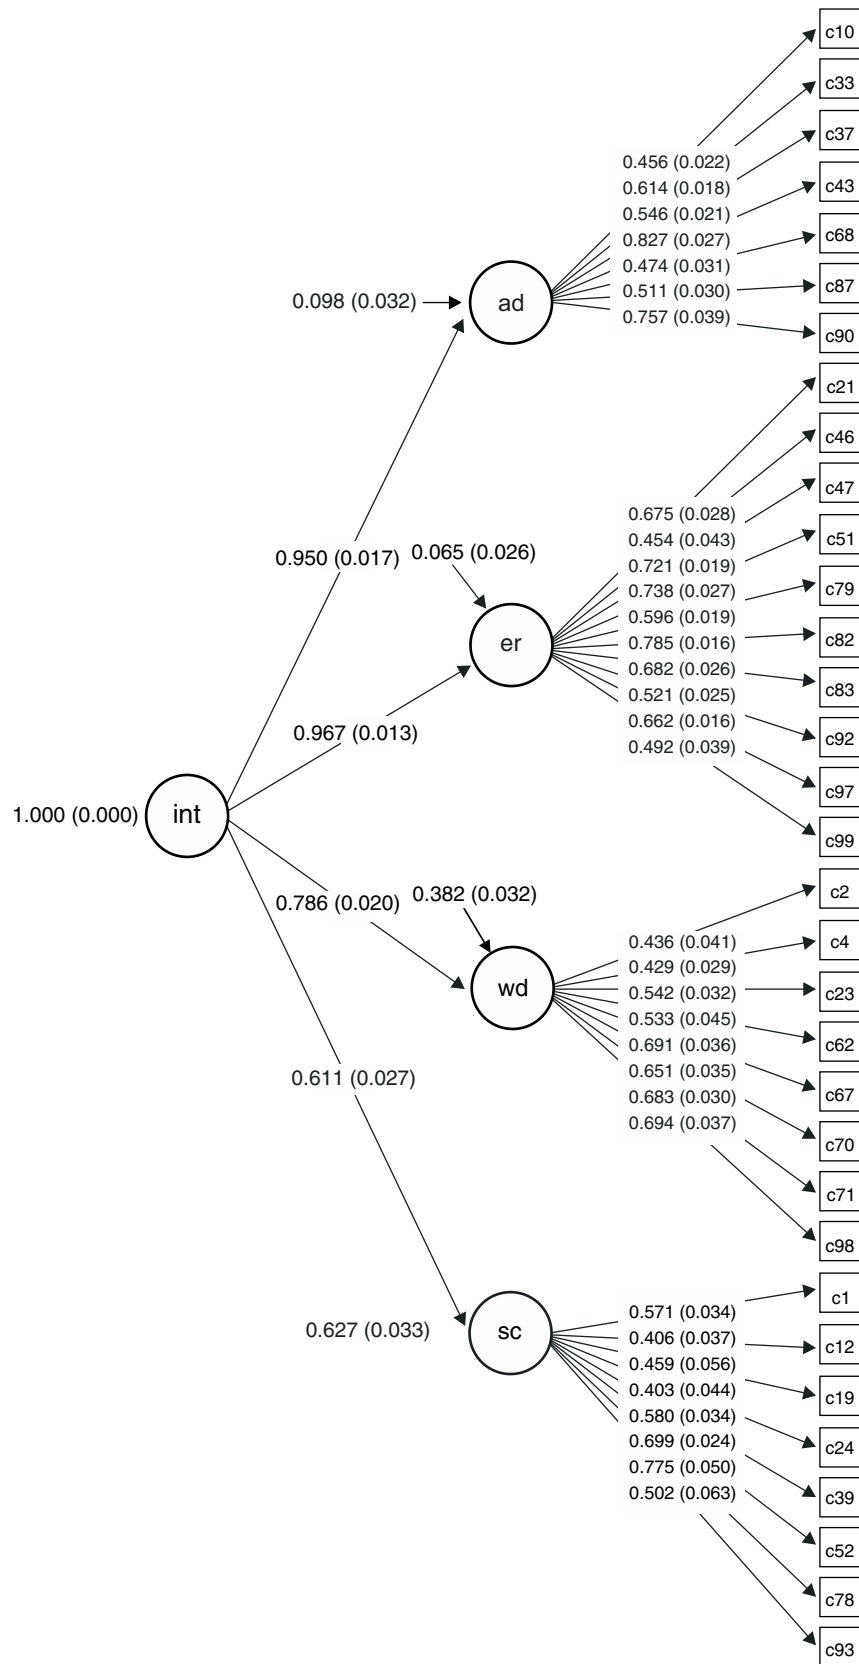 c10
c33
c37
c43
c68
c87
c90
0.456 (0.022)
0.614 (0.018)
0.546 (0.021)
0.827 (0.027)
0.474 (0.031)
0.511 (0.030)
0.757 (0.039)
0.098 (0.032)
ad
c21
c46
c47
c51
c79
c82
c83
c92
c97
c99
0.675 (0.028)
0.454 (0.043)
0.721 (0.019)
0.738 (0.027)
0.596 (0.019)
0.785 (0.016)
0.682 (0.026)
0.521 (0.025)
0.662 (0.016)
0.492 (0.039)
0.950 (0.017)
0.065 (0.026)
er
0.967 (0.013)
1.000 (0.000)
int
0.786 (0.020)
0.382 (0.032)
wd
c2
c4
c23
c62
c67
c70
c71
c98
0.436 (0.041)
0.429 (0.029)
0.542 (0.032)
0.533 (0.045)
0.691 (0.036)
0.651 (0.035)
0.683 (0.030)
0.694 (0.037)
0.611 (0.027)
0.627 (0.033)
sc
c1
c12
c19
c24
c39
c52
c78
c93
0.571 (0.034)
0.406 (0.037)
0.459 (0.056)
0.403 (0.044)
0.580 (0.034)
0.699 (0.024)
0.775 (0.050)
0.502 (0.063)